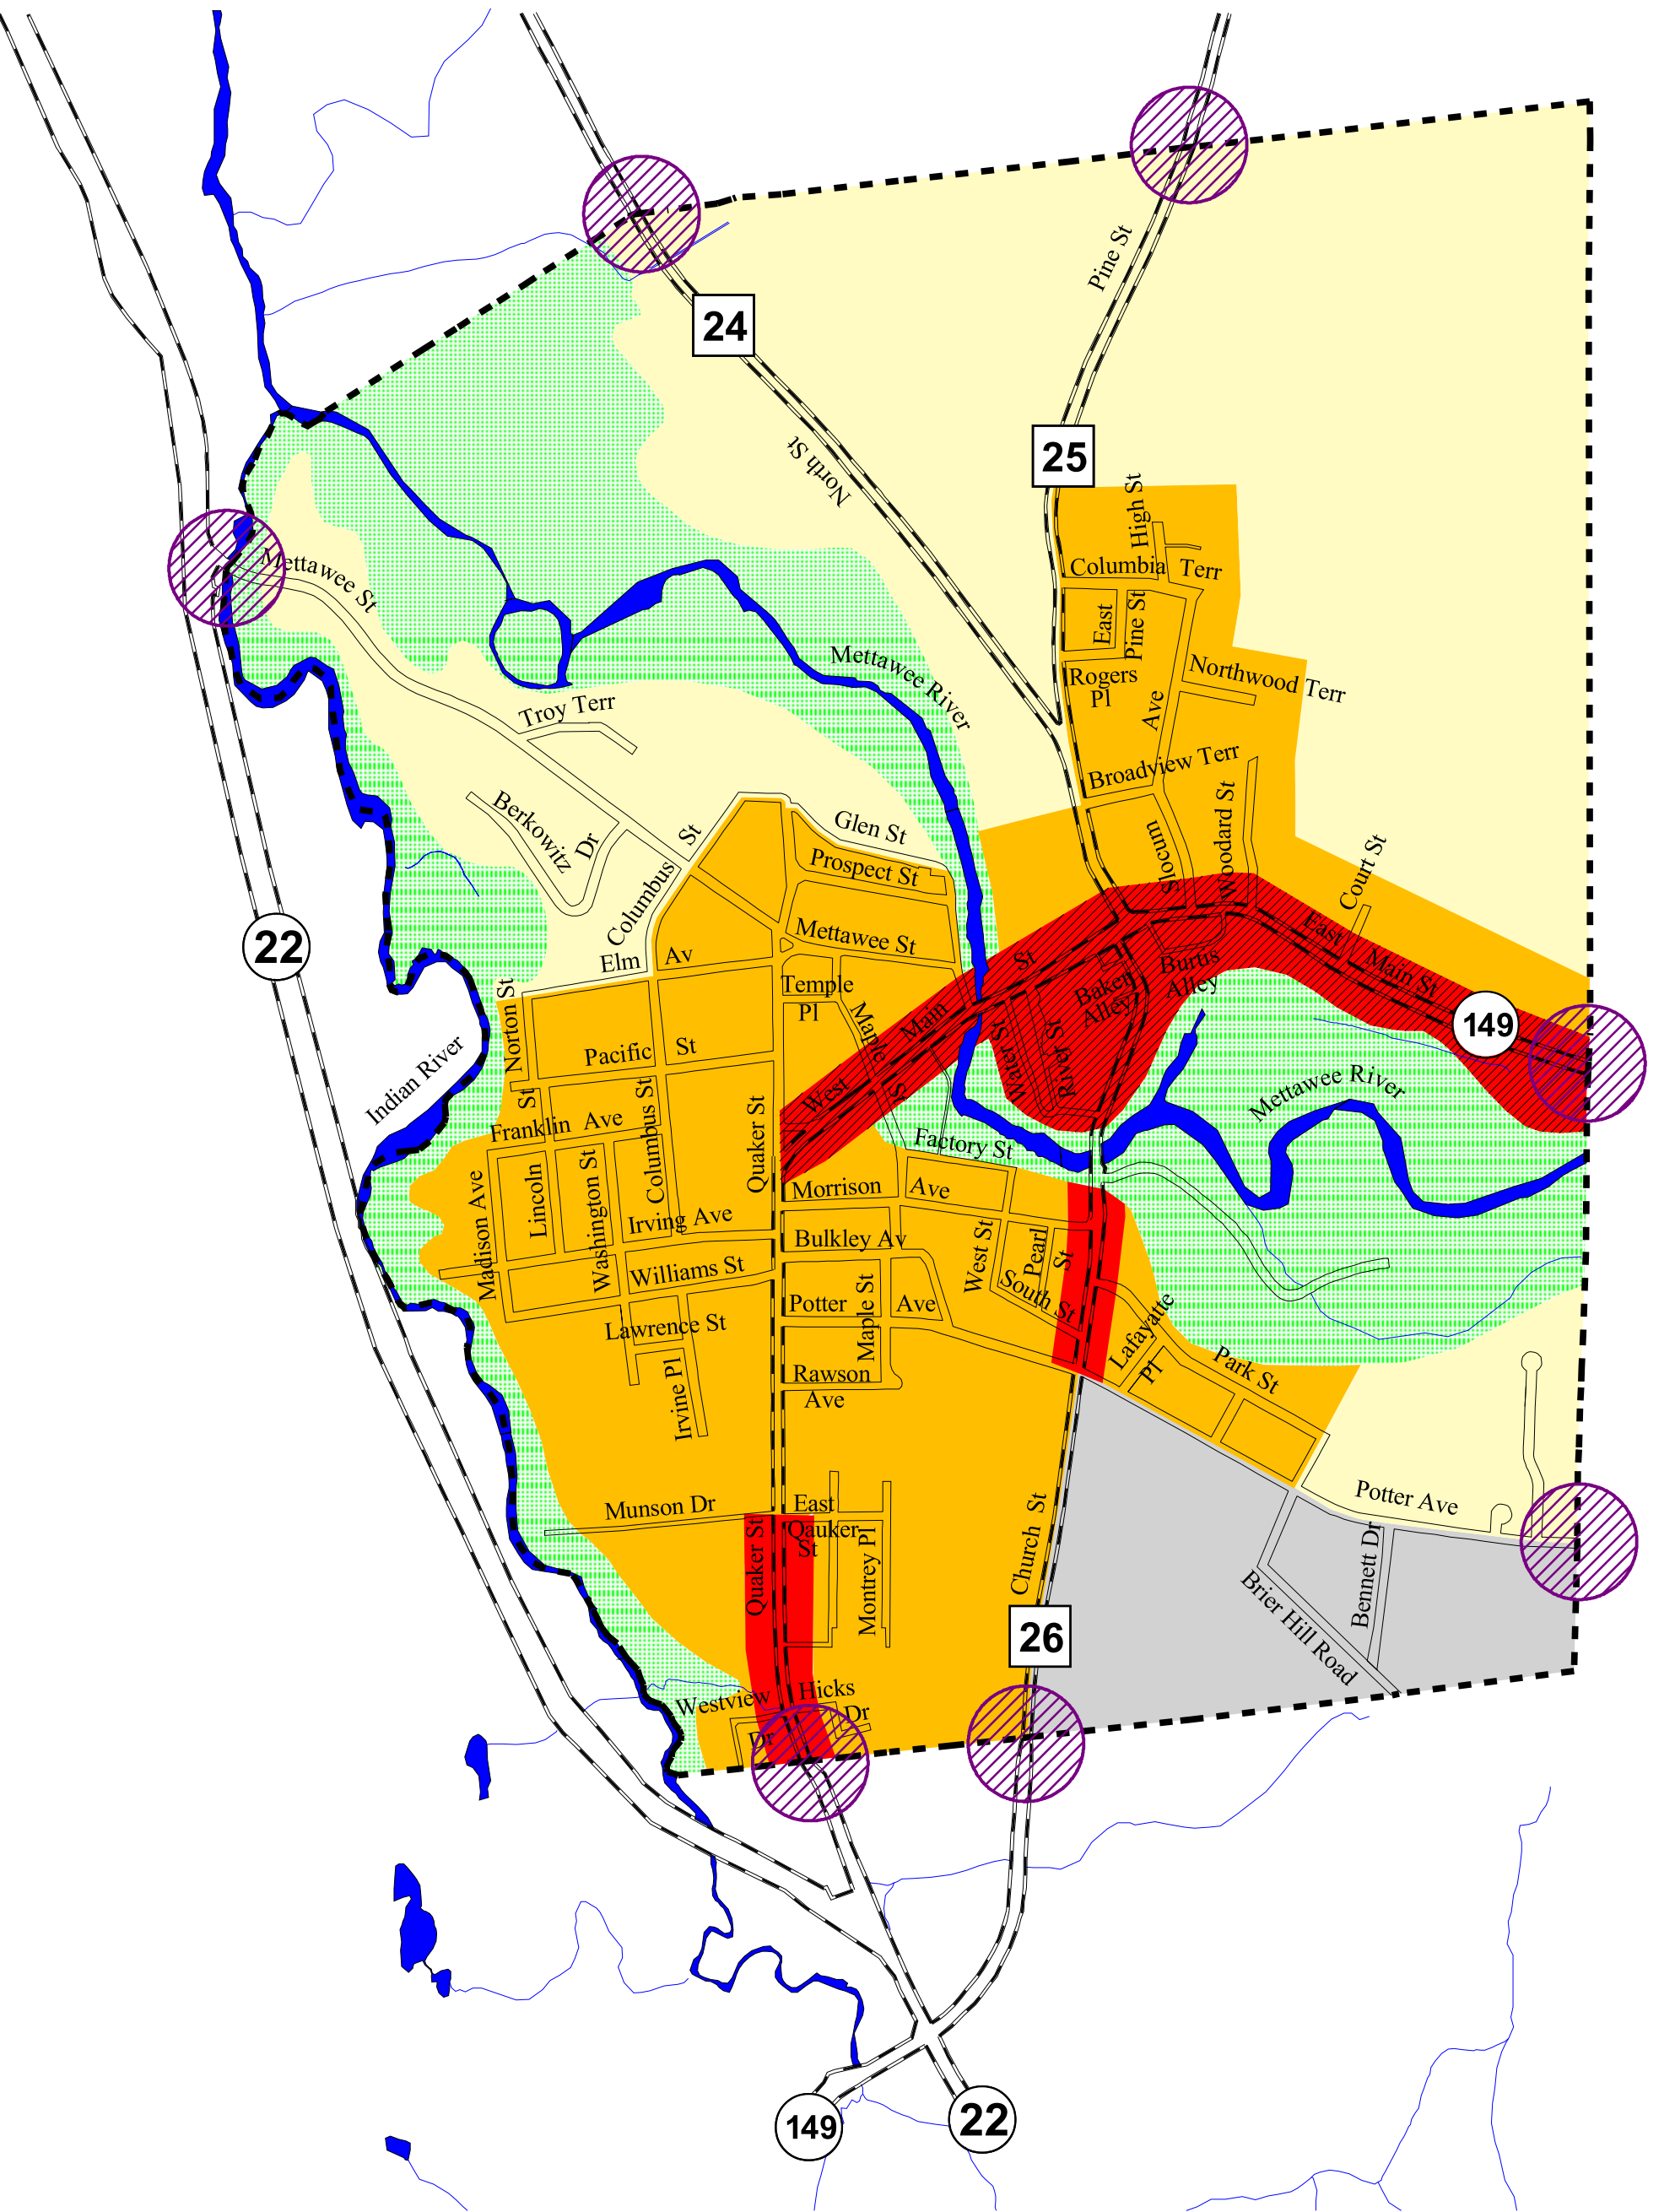 24
Pine St
25
North St
High St
Columbia Terr
East
Pine St
Mettawee St
Rogers
Pl
Northwood Terr
Mettawee River
Troy Terr
Ave
Broadview Terr
Berkowitz
Dr
Glen St
Prospect St
Columbus St
Slocum
Woodard St
Court St
22
Elm Av
Mettawee St
St
East
Main St
Burtis
Alley
Baker
Alley
Temple
Pl
Norton St
Maple St
West Main
Water St
River St
149
Pacific St
Indian River
Mettawee River
Franklin Ave
Columbus St
Quaker St
Factory St
Madison Ave
Lincoln
Washington St
Morrison Ave
Irving Ave
Bulkley Av
West St
Pearl
St
Williams St
South St
Potter Ave
Maple St
Lawrence St
Lafayatte
Pl
Park St
Rawson
Ave
Irvine Pl
Munson Dr
East
Qauker
St
Quaker St
Montrey Pl
Church St
Potter Ave
Bennett Dr
Brier Hill Road
26
Westview
Dr
Hicks
Dr
149
22